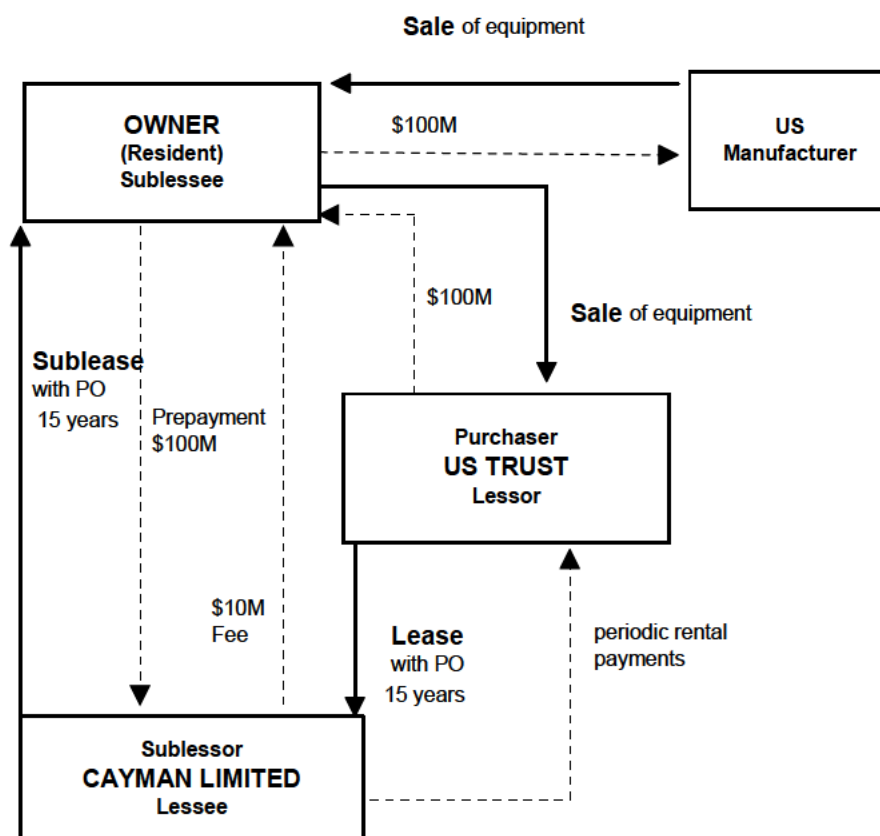 Sale of equipment
OWNER
(Resident)
Sublessee
$100M
US
Manufacturer
$100M
Sale of equipment
Sublease
with PO
15 years
Prepayment
$100M
Purchaser
US TRUST
Lessor
$10M
Fee
Lease
with PO
15 years
periodic rental
payments
Sublessor
CAYMAN LIMITED
Lessee